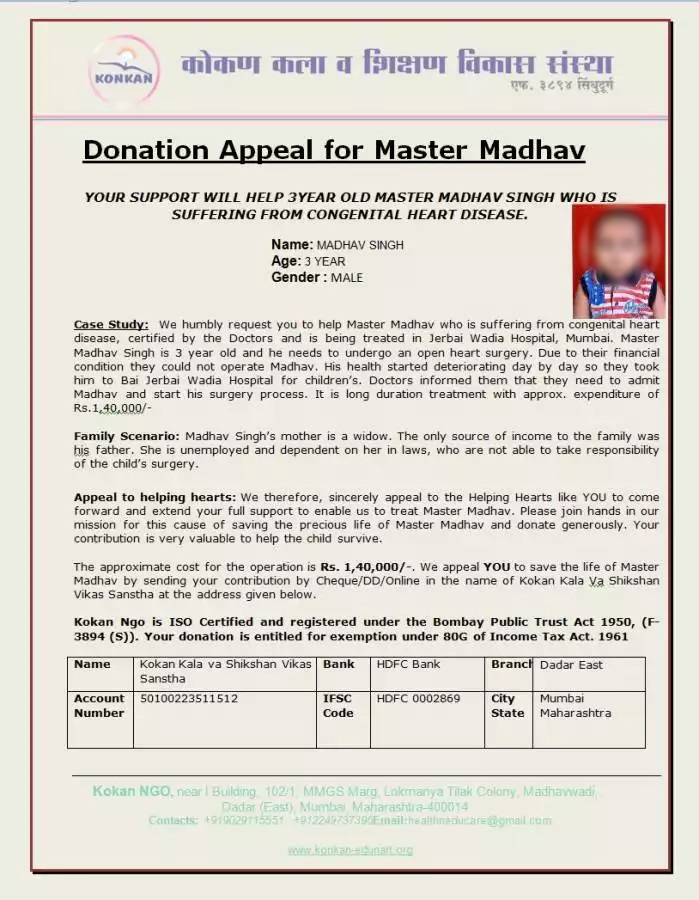 KONKAN
कोकण कला व शिक्षण विकास संस्था
एफ. ३८९४ सिंधुदूर्ग
Donation Appeal for Master Madhav
YOUR SUPPORT WILL HELP 3YEAR OLD MASTER MADHAV SINGH WHO IS
SUFFERING FROM CONGENITAL HEART DISEASE.
Name: MADHAV SINGH
Age: 3 YEAR
Gender : MALE
Case Study: We humbly request you to help Master Madhav who is suffering from congenital heart
disease, certified by the Doctors and is being treated in Jerbai Wadia Hospital, Mumbai. Master
Madhav Singh is 3 year old and he needs to undergo an open heart surgery. Due to their financial
condition they could not operate Madhav. His health started deteriorating day by day so they took
him to Bai Jerbai Wadia Hospital for children's. Doctors informed them that they need to admit
Madhav and start his surgery process. It is long duration treatment with approx. expenditure of
Rs.1,40,000/-
Family Scenario: Madhav Singh's mother is a widow. The only source of income to the family was
his father. She is unemployed and dependent on her in laws, who are not able to take responsibility
of the child's surgery.
Appeal to helping hearts: We therefore, sincerely appeal to the Helping Hearts like YOU to come
forward and extend your full support to enable us to treat Master Madhav. Please join hands in our
mission for this cause of saving the precious life of Master Madhav and donate generously. Your
contribution is very valuable to help the child survive.
The approximate cost for the operation is Rs. 1,40,000/-. We appeal YOU to save the life of Master
Madhav by sending your contribution by Cheque/DD/Online in the name of Kokan Kala Va Shikshan
Vikas Sanstha at the address given below.
Kokan Ngo is ISO Certified and registered under the Bombay Public Trust Act 1950, (F-
3894 (S)). Your donation is entitled for exemption under 80G of Income Tax Act. 1961
Name Kokan Kala va Shikshan Vikas Bank HDFC Bank Branch Dadar East
Sanstha
Account 50100223511512 IFSC HDFC 0002869 City Mumbai
Number Code State Maharashtra
Kokan NGO, near I Building, 102/1, MMGS Marg, Lokmanya Tilak Colony, Madhavwadi,
Dadar (East), Mumbai, Maharashtra-400014
Contacts: +919029115551 +912249737390Email:healthneducare@gmail.com
www.konkan-edunart.org